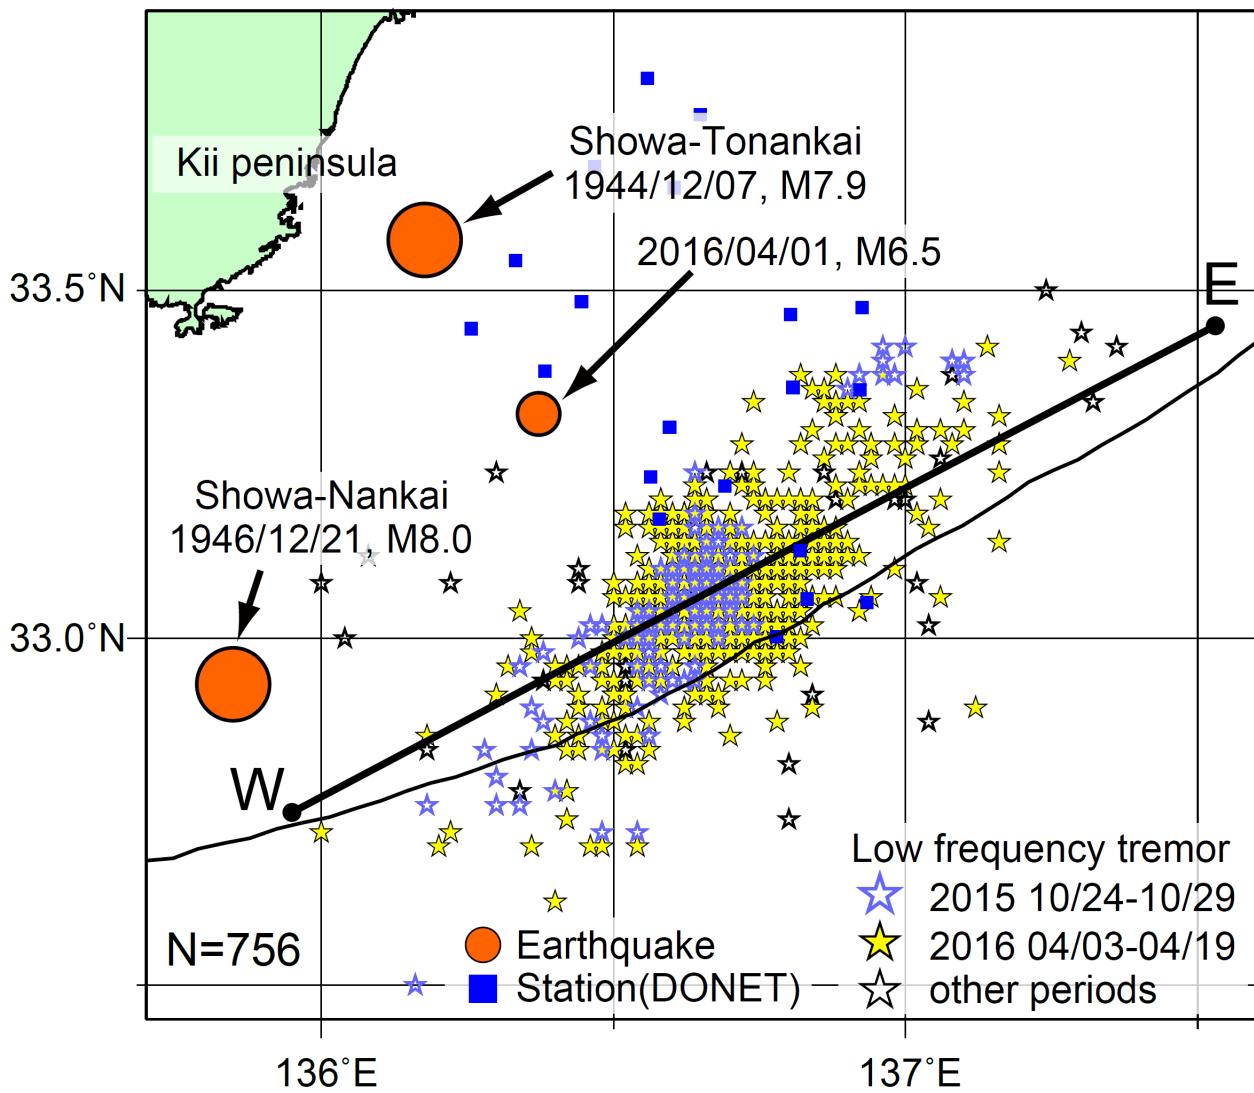 Kii peninsula
Showa-Tonankai
1944/12/07, M7.9
2016/04/01, M6.5
33.5°N
E
Showa-Nankai
1946/12/21, M8.0
33.0°N
W
Low frequency tremor
2015 10/24-10/29
2016 04/03-04/19
other periods
N=756
Earthquake
Station(DONET)
136°E
137°E